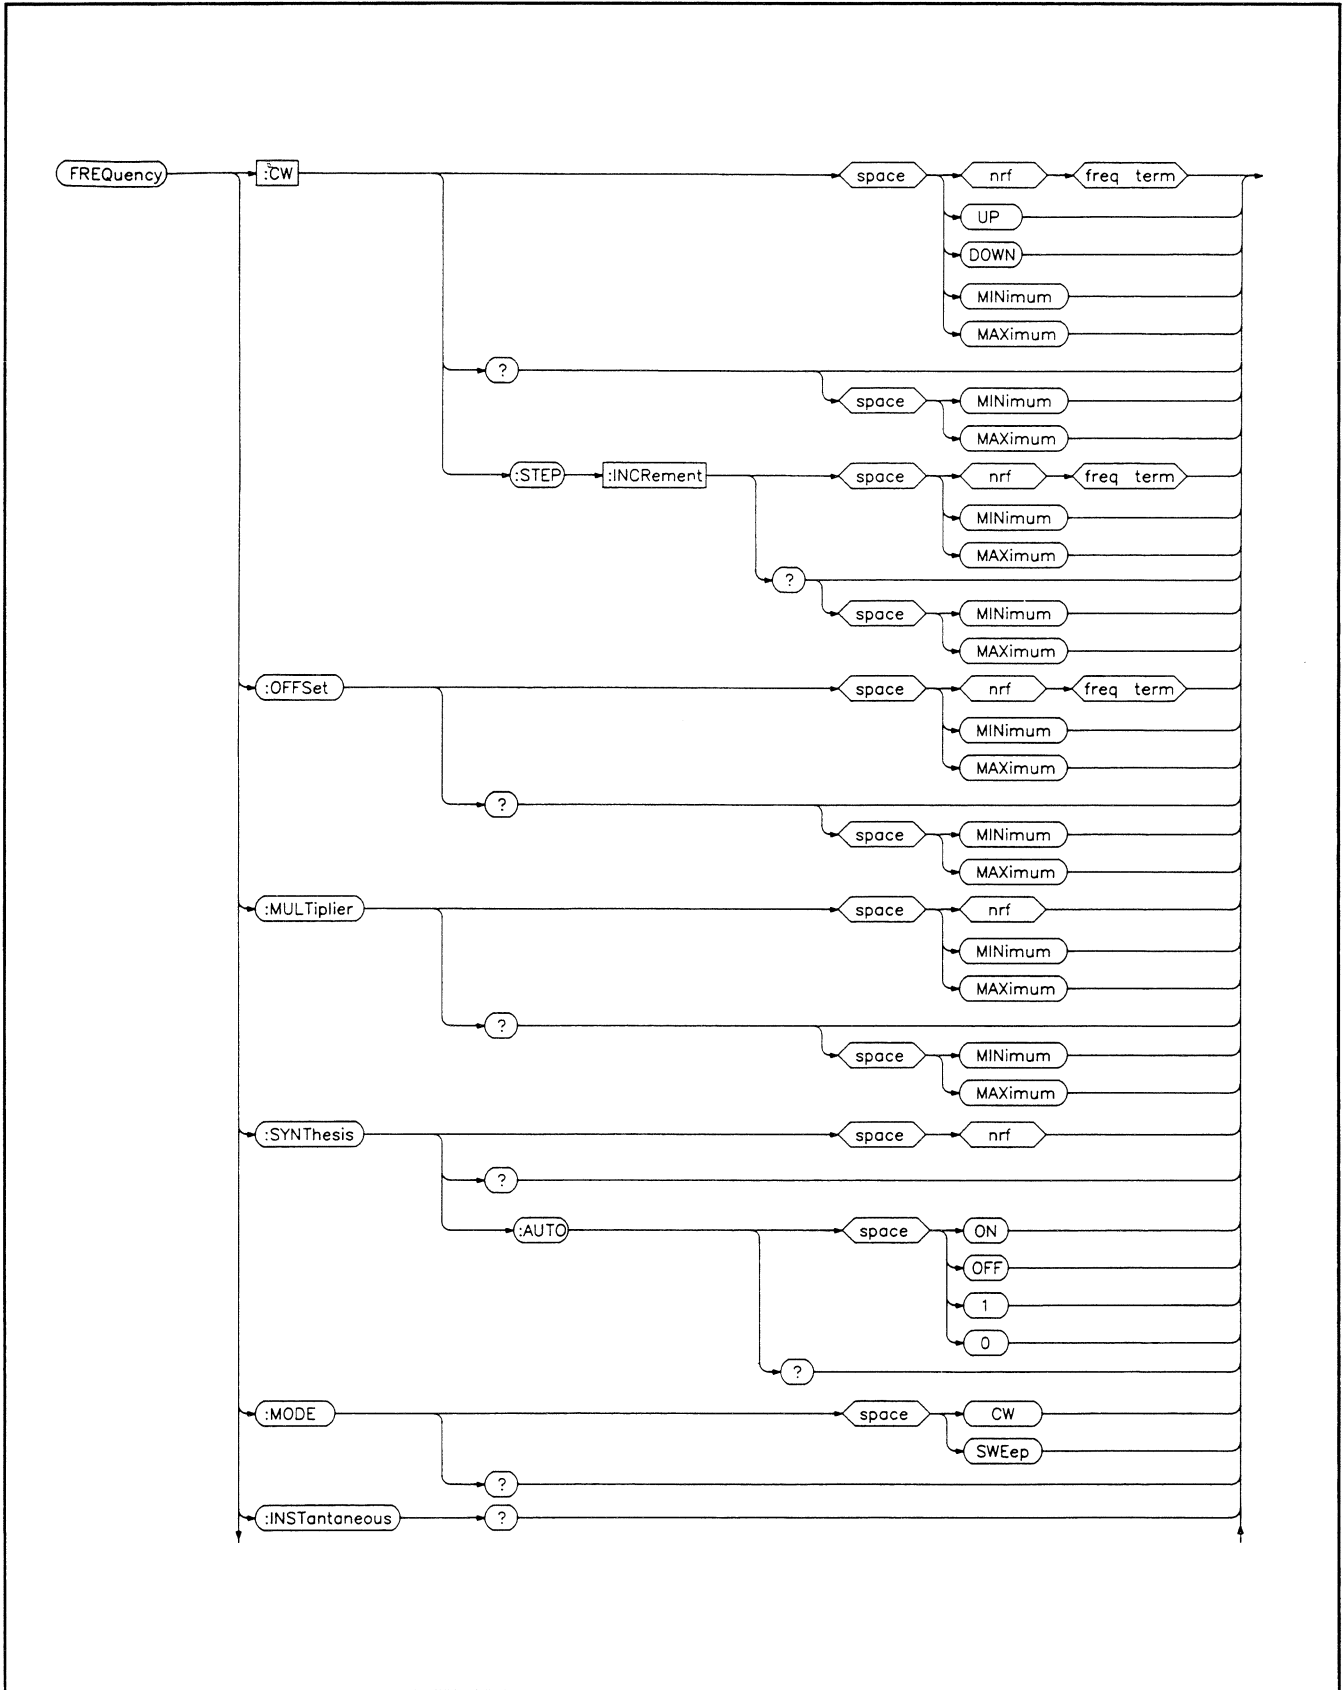 FREQuency :CW space nrf freq term
UP
DOWN
MINimum
MAXimum
?
space MINimum
MAXimum
:STEP :INCRement space nrf freq term
MINimum
MAXimum
?
space MINimum
MAXimum
:OFFSet space nrf freq term
MINimum
MAXimum
?
space MINimum
MAXimum
:MULTiplier space nrf
MINimum
MAXimum
?
space MINimum
MAXimum
:SYNThesis space nrf
?
:AUTO space ON
OFF
1
0
?
:MODE space CW
SWEep
?
:INSTantaneous ?